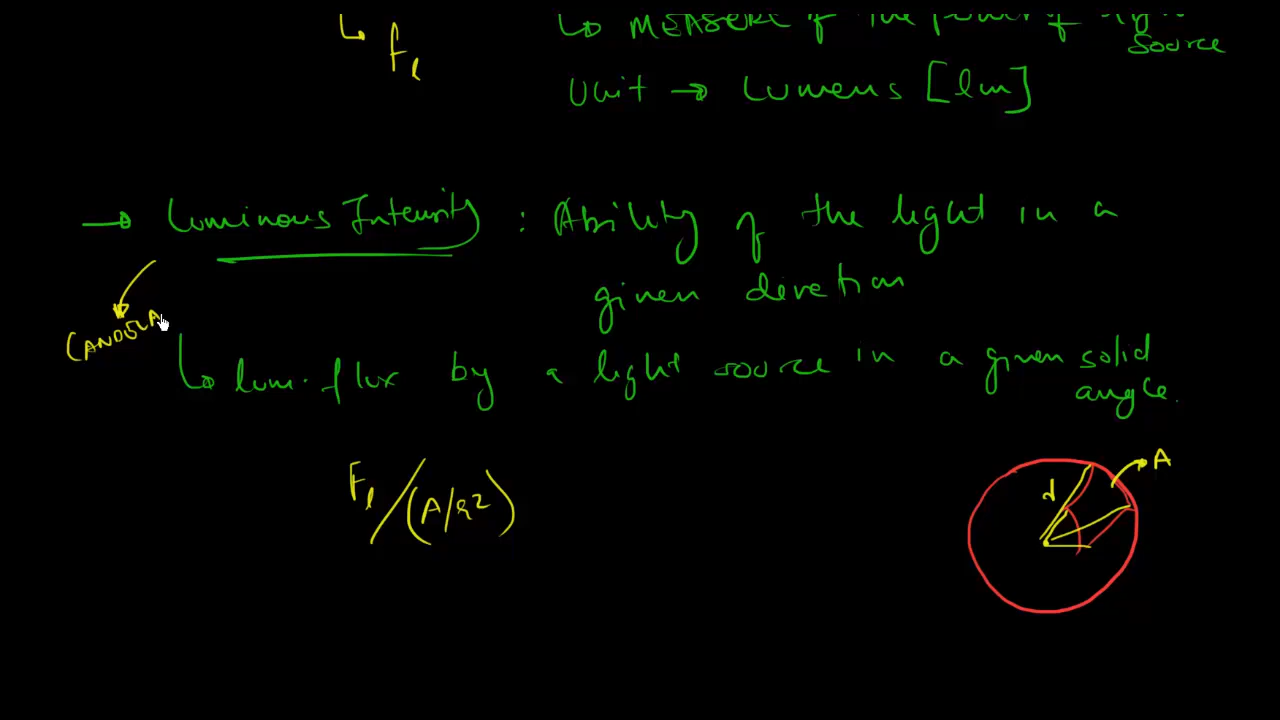 ↳ MEASURE of the power of light
source
↳ Fℓ
Unit → Lumens [lm]
→ Luminous Intensity : Ability of the light in a
given diretion
CANDELA
↳ lum. flux by a light source in a given solid
angle.
Fℓ/(A/r²)
A
d